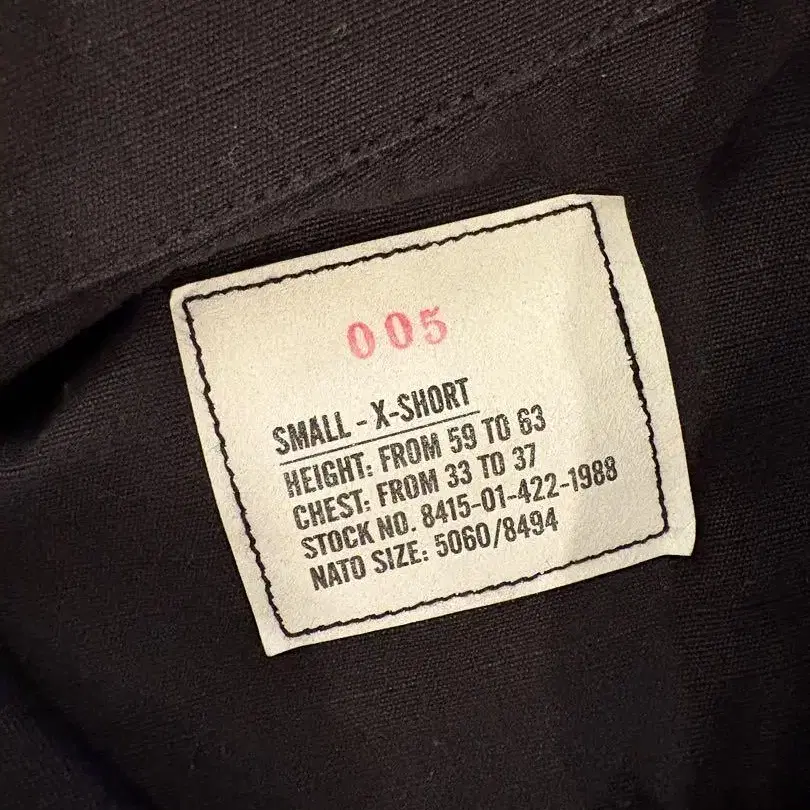 005
SMALL - X-SHORT
HEIGHT: FROM 59 TO 63
CHEST: FROM 33 TO 37
STOCK NO. 8415-01-422-1988
NATO SIZE: 5060/8494